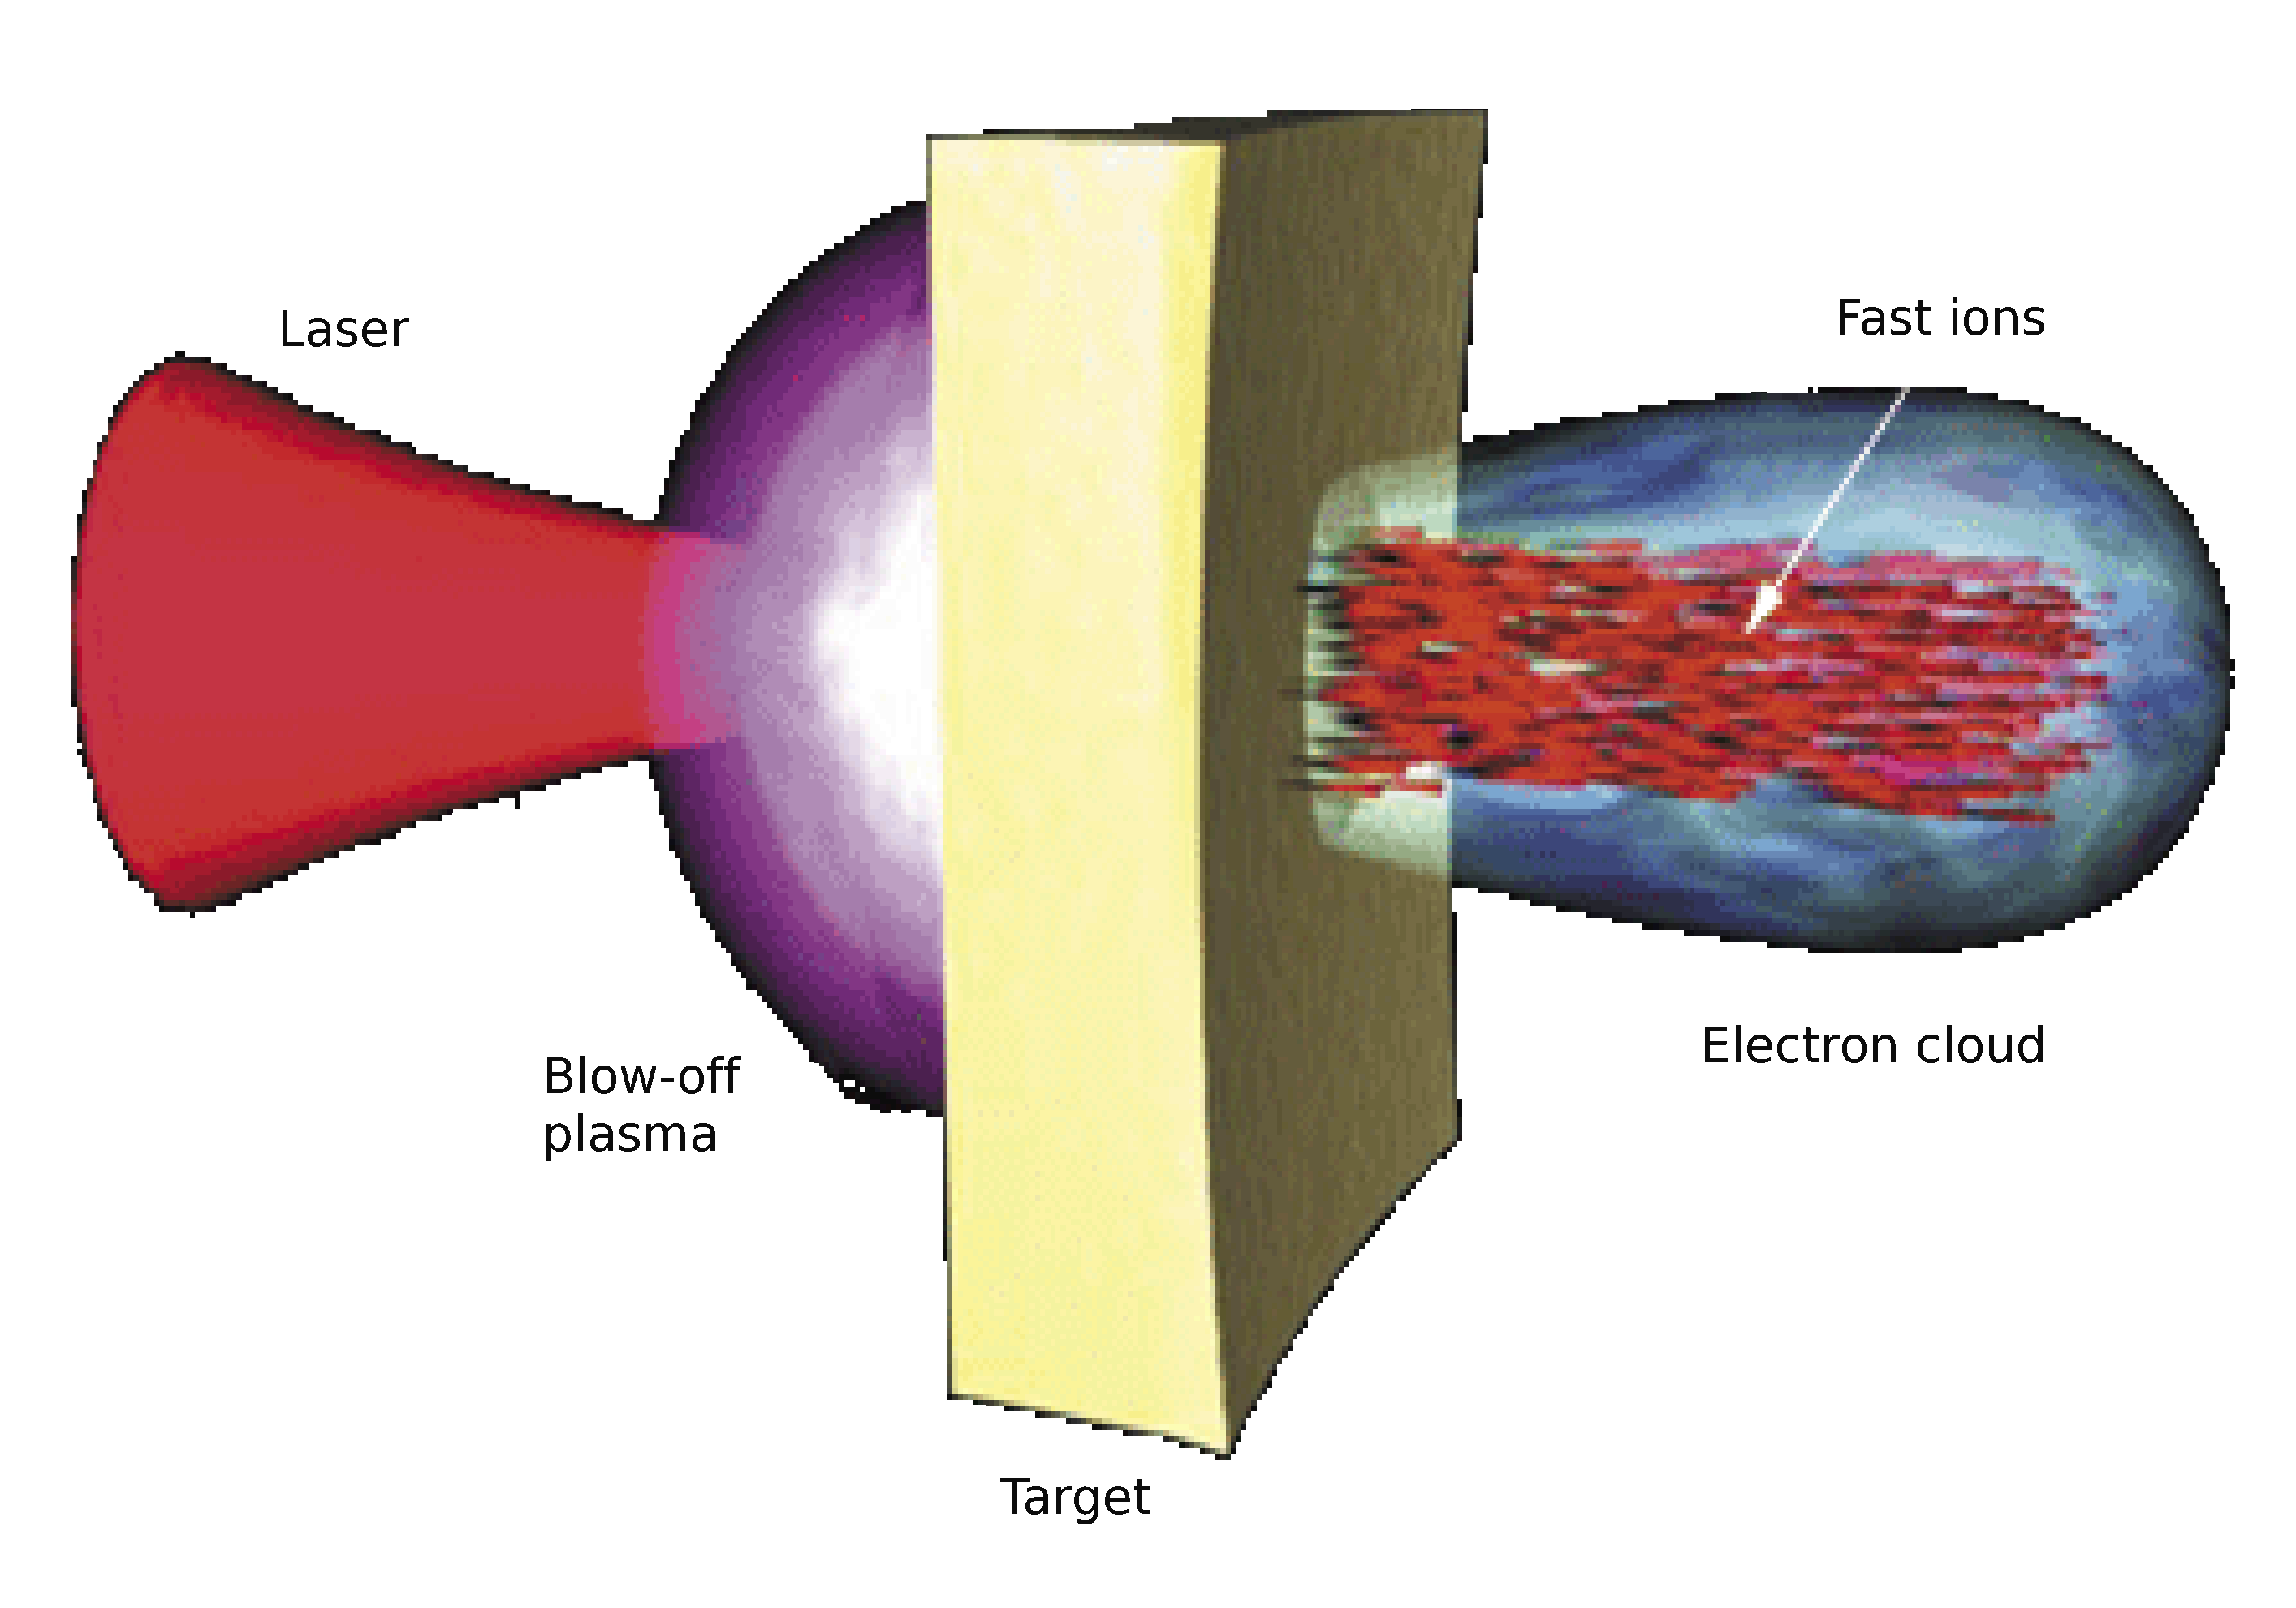 Laser
Fast ions
Electron cloud
Blow-off
plasma
Target